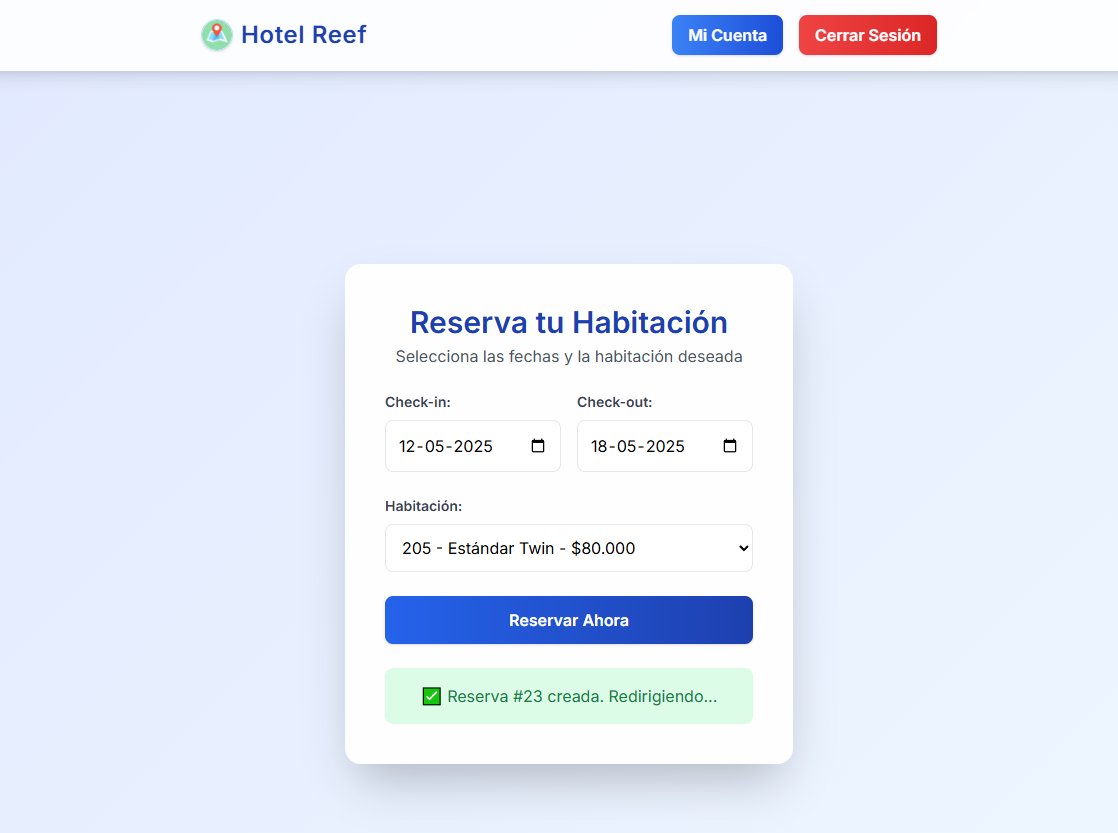 Hotel Reef
Mi Cuenta
Cerrar Sesión
Reserva tu Habitación
Selecciona las fechas y la habitación deseada
Check-in:
Check-out:
12-05-2025
18-05-2025
Habitación:
205 - Estándar Twin - $80.000
Reservar Ahora
✅ Reserva #23 creada. Redirigiendo...